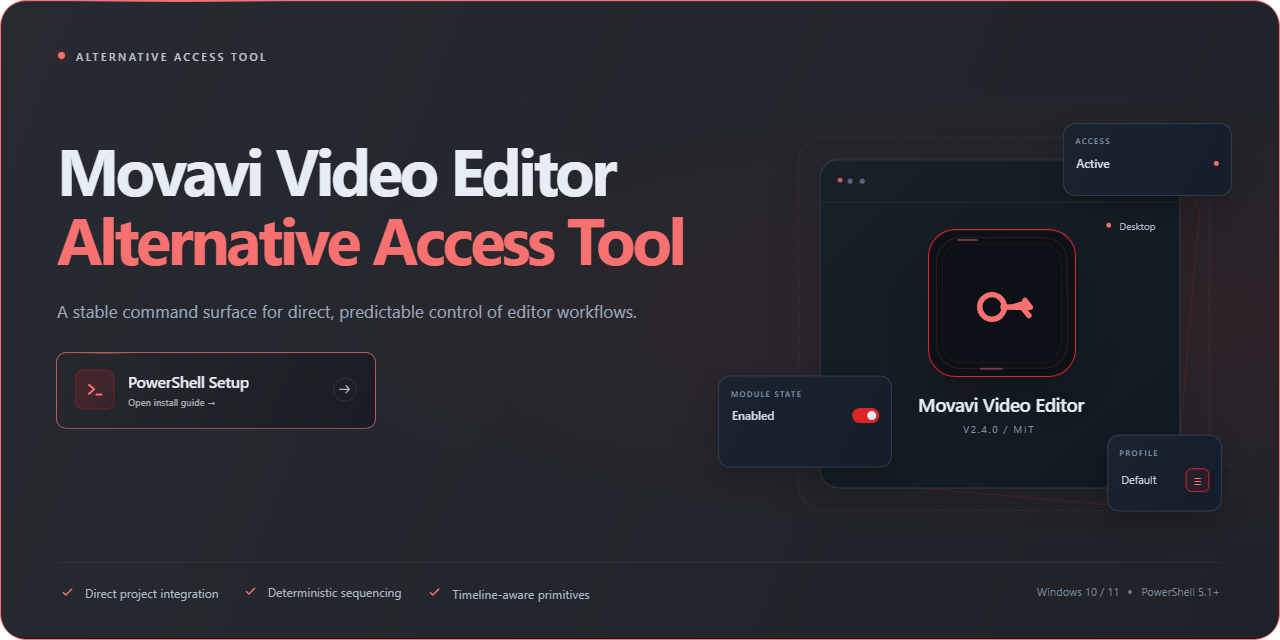 ALTERNATIVE ACCESS TOOL
Movavi Video Editor
Alternative Access Tool
A stable command surface for direct, predictable control of editor workflows.
PowerShell Setup
Open install guide →
ACCESS
Active
Desktop
MODULE STATE
Enabled
Movavi Video Editor
V2.4.0 / MIT
PROFILE
Default
Direct project integration
Deterministic sequencing
Timeline-aware primitives
Windows 10 / 11 • PowerShell 5.1+